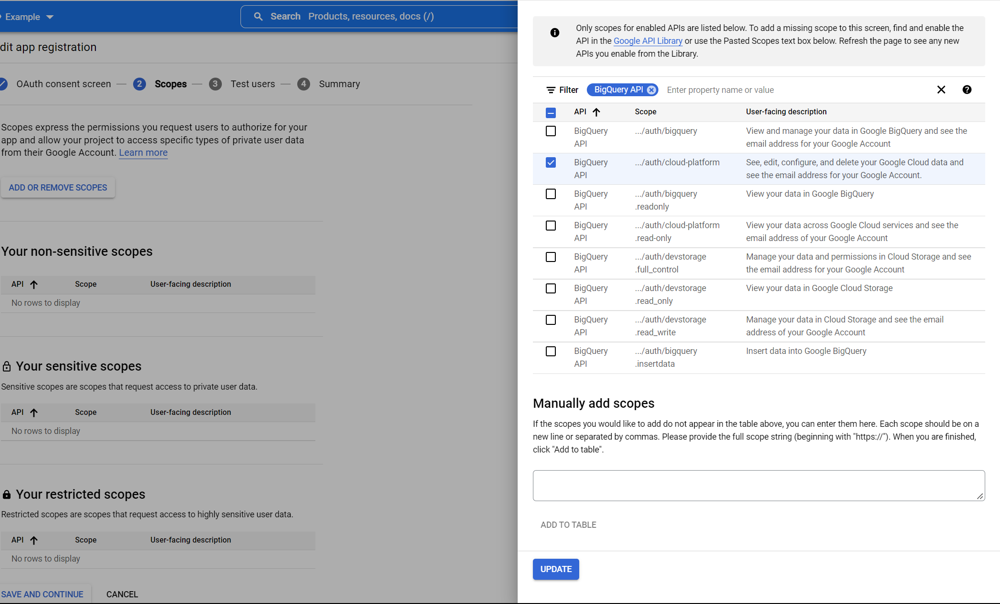 Example
Search Products, resources, docs (/)
dit app registration
OAuth consent screen — 2 Scopes — 3 Test users — 4 Summary
Scopes express the permissions you request users to authorize for your
app and allow your project to access specific types of private user data
from their Google Account. Learn more
ADD OR REMOVE SCOPES
Your non-sensitive scopes
API Scope User-facing description
No rows to display
Your sensitive scopes
Sensitive scopes are scopes that request access to private user data.
API Scope User-facing description
No rows to display
Your restricted scopes
Restricted scopes are scopes that request access to highly sensitive user data.
API Scope User-facing description
No rows to display
SAVE AND CONTINUE CANCEL
Only scopes for enabled APIs are listed below. To add a missing scope to this screen, find and enable the
API in the Google API Library or use the Pasted Scopes text box below. Refresh the page to see any new
APIs you enable from the Library.
Filter BigQuery API Enter property name or value
API Scope User-facing description
BigQuery .../auth/bigquery View and manage your data in Google BigQuery and see the
API email address for your Google Account
BigQuery .../auth/cloud-platform See, edit, configure, and delete your Google Cloud data and
API see the email address for your Google Account.
BigQuery .../auth/bigquery View your data in Google BigQuery
API .readonly
BigQuery .../auth/cloud-platform View your data across Google Cloud services and see the
API .read-only email address of your Google Account
BigQuery .../auth/devstorage Manage your data and permissions in Cloud Storage and see
API .full_control the email address for your Google Account
BigQuery .../auth/devstorage View your data in Google Cloud Storage
API .read_only
BigQuery .../auth/devstorage Manage your data in Cloud Storage and see the email
API .read_write address of your Google Account
BigQuery .../auth/bigquery Insert data into Google BigQuery
API .insertdata
Manually add scopes
If the scopes you would like to add do not appear in the table above, you can enter them here. Each scope should be on a
new line or separated by commas. Please provide the full scope string (beginning with "https://"). When you are finished,
click "Add to table".
ADD TO TABLE
UPDATE